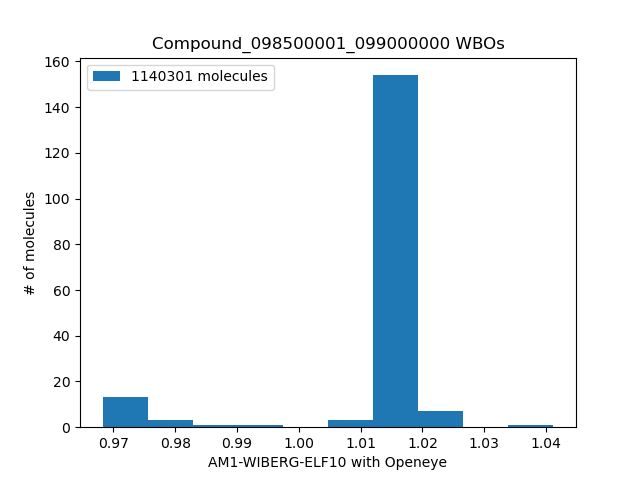 Compound_098500001_099000000 WBOs
1140301 molecules
160
140
120
100
80
60
40
20
0
# of molecules
0.97 0.98 0.99 1.00 1.01 1.02 1.03 1.04
AM1-WIBERG-ELF10 with Openeye